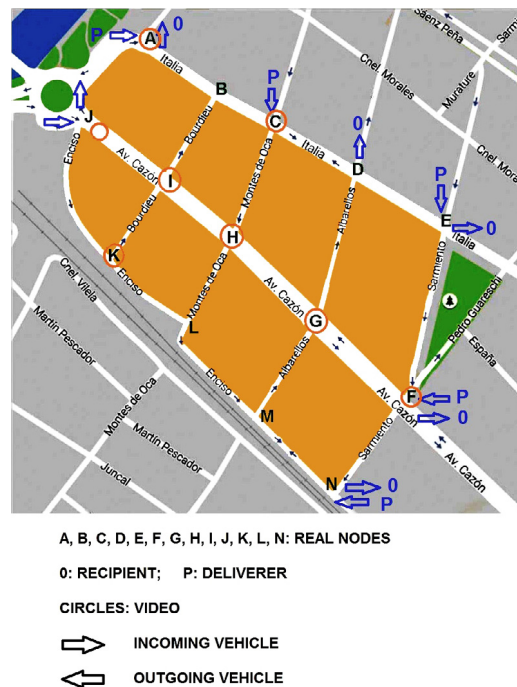 P
A
0
Italia
Saenz Peña
Cnel. Morales
Murature
Cnel. Morales
B
P
0
P
J
Bourdieu
C
Montes de Oca
Italia
D
Albarellos
E
0
Italia
Enciso
Av. Cazón
I
Bourdieu
H
Sarmiento
K
Enciso
Montes de Oca
Av. Cazón
Cnel. Vilela
Pedro Guareschi
España
G
L
Martín Pescador
Montes de Oca
Enciso
Albarellos
Av. Cazón
F
P
0
M
Sarmiento
Av. Cazón
Martín Pescador
Juncal
N
0
P
A, B, C, D, E, F, G, H, I, J, K, L, N: REAL NODES
0: RECIPIENT; P: DELIVERER
CIRCLES: VIDEO
INCOMING VEHICLE
OUTGOING VEHICLE